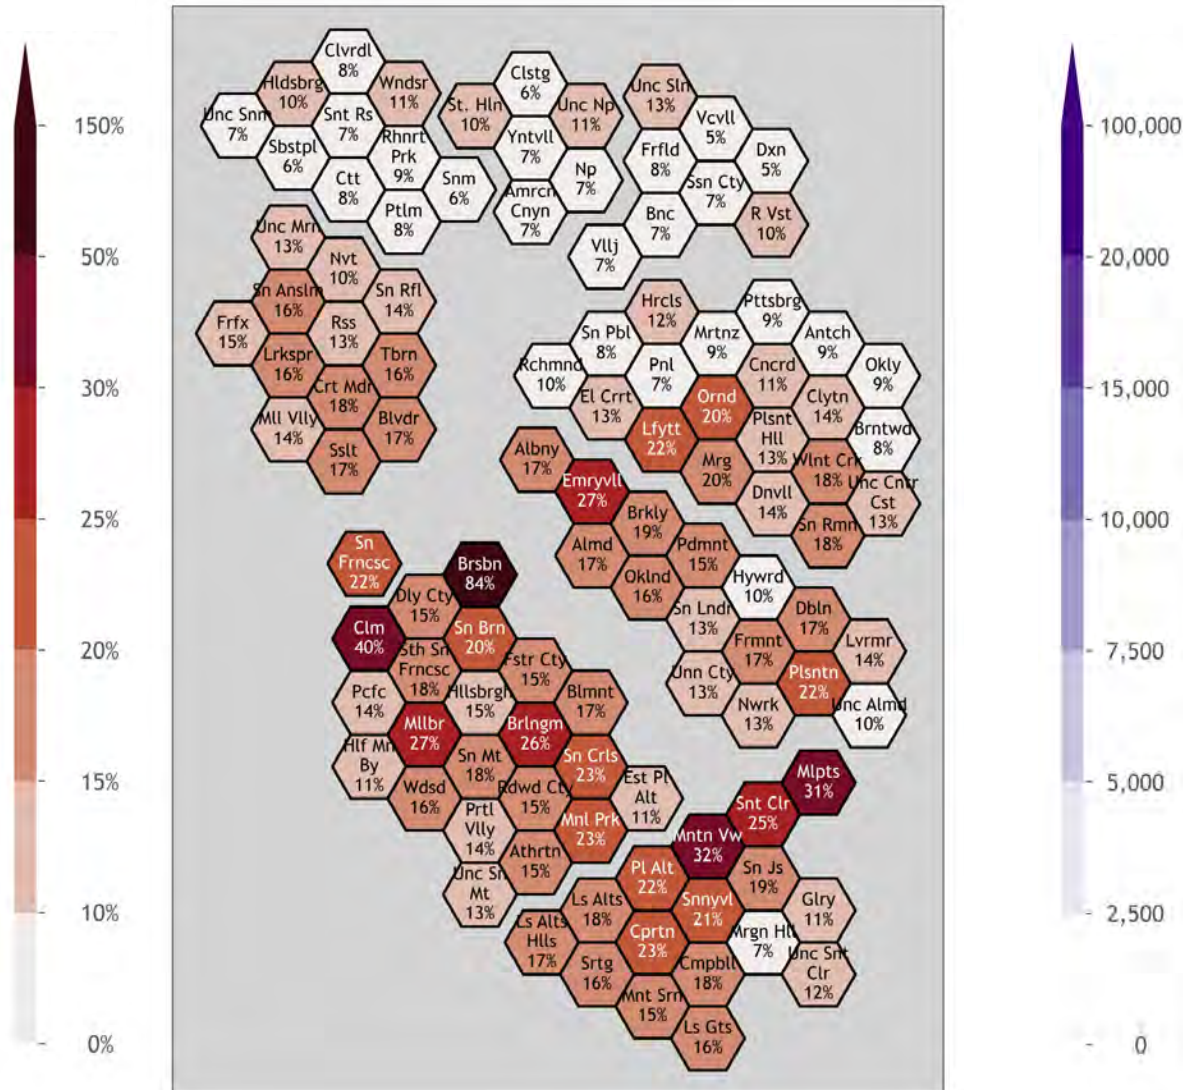 150%
50%
30%
25%
20%
15%
10%
0%
Clvrdl
8%
Hldsbrg
10%
Wndsr
11%
Unc Snm
7%
Snt Rs
7%
Sbstpl
6%
Rhnrt
Prk
9%
Ctt
8%
Snm
6%
Ptlm
8%
Clstg
6%
St. Hln
10%
Unc Np
11%
Yntvll
7%
Np
7%
Amrcn
Cnyn
7%
Unc Sln
13%
Vcvll
5%
Frfld
8%
Dxn
5%
Ssn Cty
7%
Bnc
7%
R Vst
10%
Vllj
7%
Unc Mrn
13%
Nvt
10%
Sn Anslm
16%
Sn Rfl
14%
Frfx
15%
Rss
13%
Lrkspr
16%
Tbrn
16%
Crt Mdr
18%
Mll Vlly
14%
Blvdr
17%
Sslt
17%
Hrcls
12%
Pttsbrg
9%
Sn Pbl
8%
Mrtnz
9%
Antch
9%
Rchmnd
10%
Pnl
7%
Cncrd
11%
Okly
9%
El Crrt
13%
Ornd
20%
Clytn
14%
Lfytt
22%
Plsnt
Hll
13%
Brntwd
8%
Mrg
20%
Wlnt Crk
18%
Dnvll
14%
Unc Cntr
Cst
13%
Sn Rmn
18%
Albny
17%
Emryvll
27%
Brkly
19%
Almd
17%
Pdmnt
15%
Oklnd
16%
Hywrd
10%
Sn Lndr
13%
Dbln
17%
Frmnt
17%
Lvrmr
14%
Unn Cty
13%
Plsntn
22%
Nwrk
13%
Unc Almd
10%
Sn
Frncsc
22%
Brsbn
84%
Dly Cty
15%
Clm
40%
Sn Brn
20%
Sth Sn
Frncsc
18%
Fstr Cty
15%
Pcfc
14%
Hllsbrgh
15%
Blmnt
17%
Mllbr
27%
Brlngm
26%
Hlf Mn
By
11%
Sn Mt
18%
Sn Crls
23%
Wdsd
16%
Rdwd Cty
15%
Est Pl
Alt
11%
Prtl
Vlly
14%
Mnl Prk
23%
Athrtn
15%
Unc Sn
Mt
13%
Mlpts
31%
Snt Clr
25%
Mntn Vw
32%
Pl Alt
22%
Sn Js
19%
Ls Alts
18%
Snnyvl
21%
Glry
11%
Ls Alts
Hlls
17%
Cprtn
23%
Mrgn Hll
7%
Srtg
16%
Cmpbll
18%
Unc Snt
Clr
12%
Mnt Srn
15%
Ls Gts
16%
100,000
20,000
15,000
10,000
7,500
5,000
2,500
0